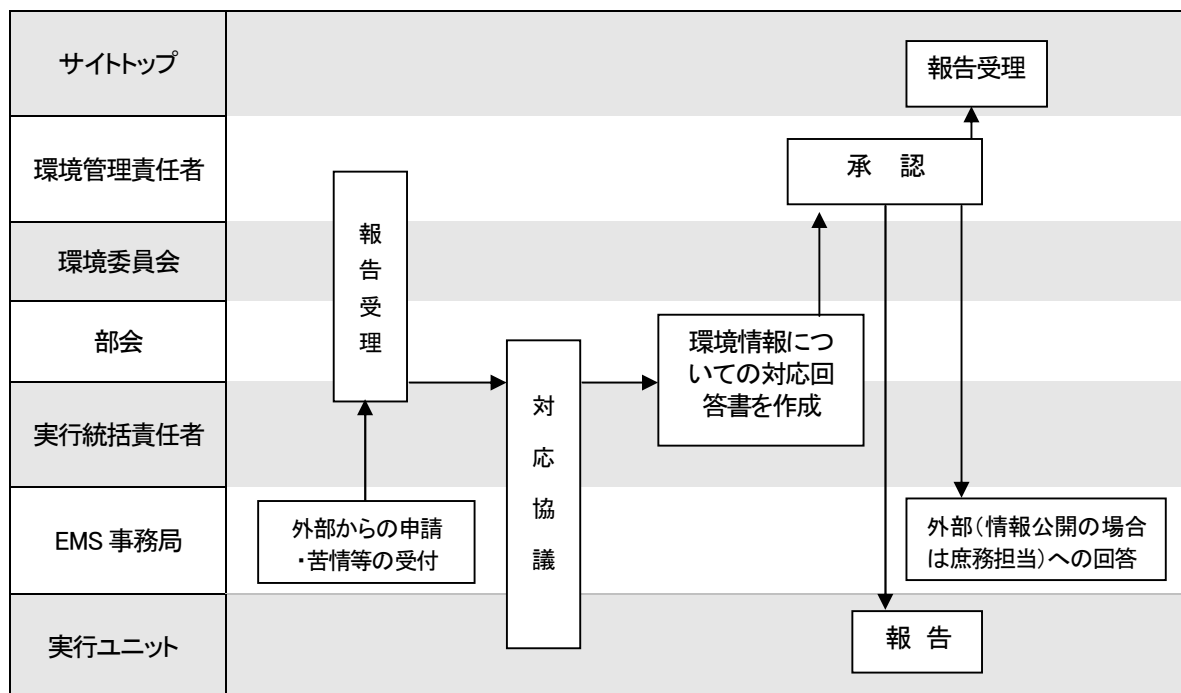 サイトトップ
環境管理責任者
環境委員会
部会
実行統括責任者
EMS 事務局
実行ユニット
外部からの申請
・苦情等の受付
報告受理
対応協議
環境情報につ
いての対応回
答書を作成
承 認
報告受理
外部（情報公開の場合
は庶務担当）への回答
報 告